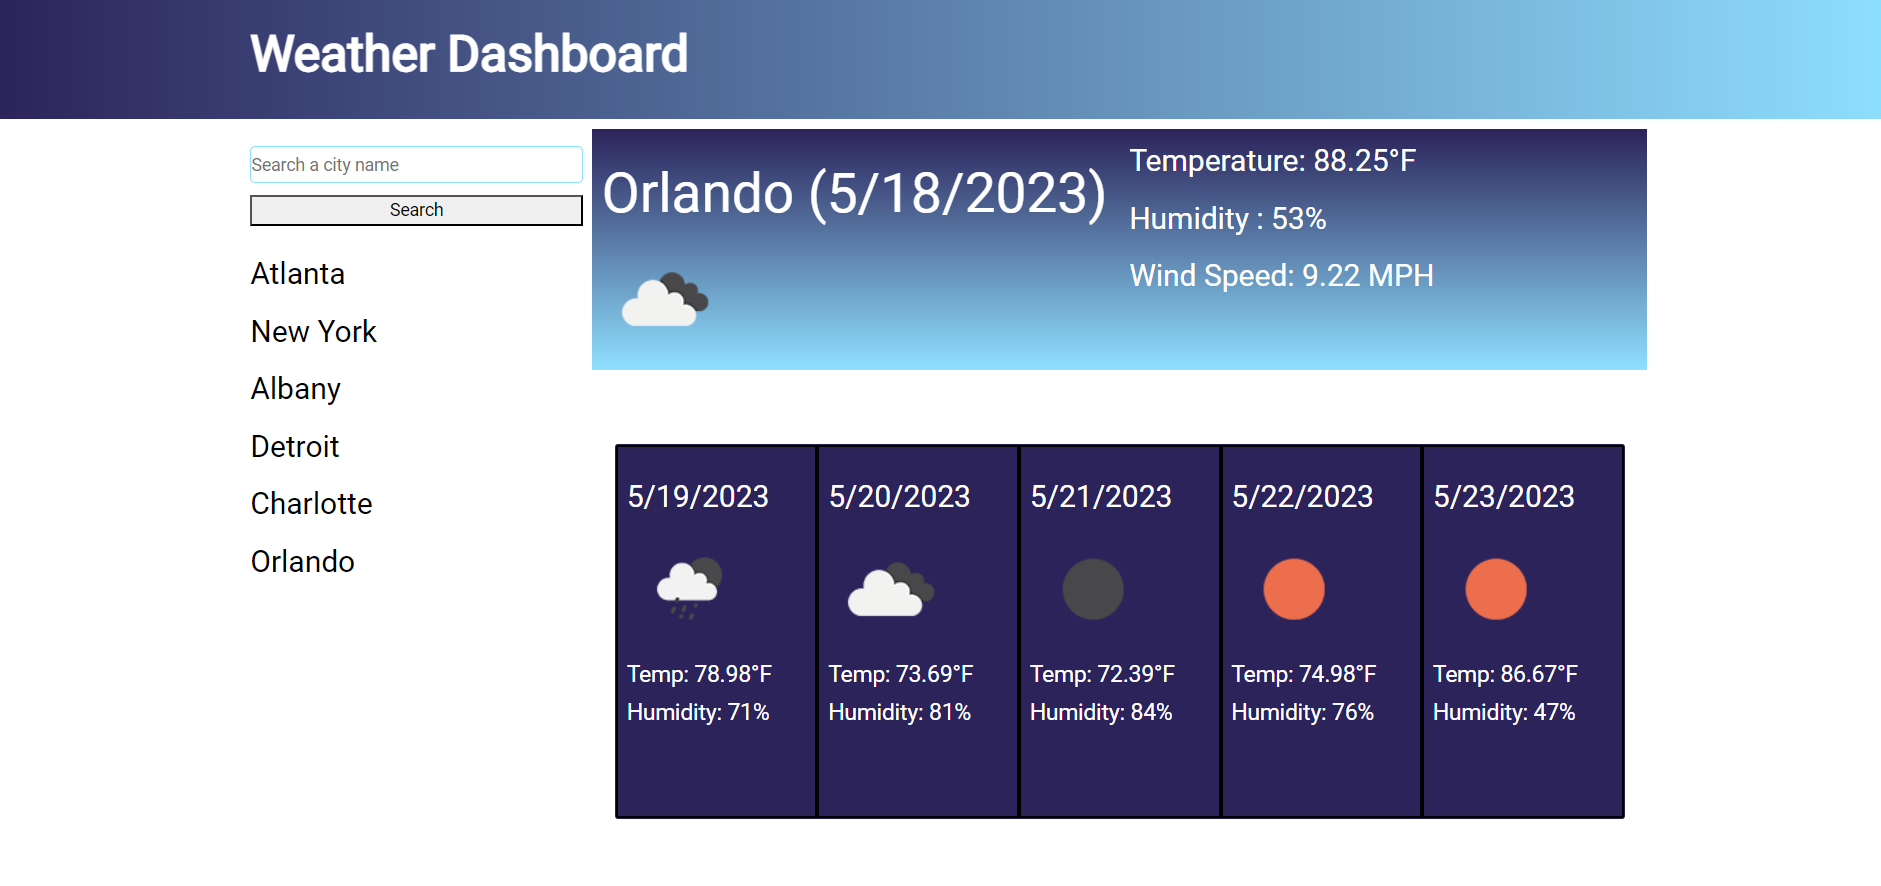 Weather Dashboard
Search a city name
Search
Atlanta
New York
Albany
Detroit
Charlotte
Orlando
Orlando (5/18/2023)
Temperature: 88.25°F
Humidity : 53%
Wind Speed: 9.22 MPH
5/19/2023
Temp: 78.98°F
Humidity: 71%
5/20/2023
Temp: 73.69°F
Humidity: 81%
5/21/2023
Temp: 72.39°F
Humidity: 84%
5/22/2023
Temp: 74.98°F
Humidity: 76%
5/23/2023
Temp: 86.67°F
Humidity: 47%